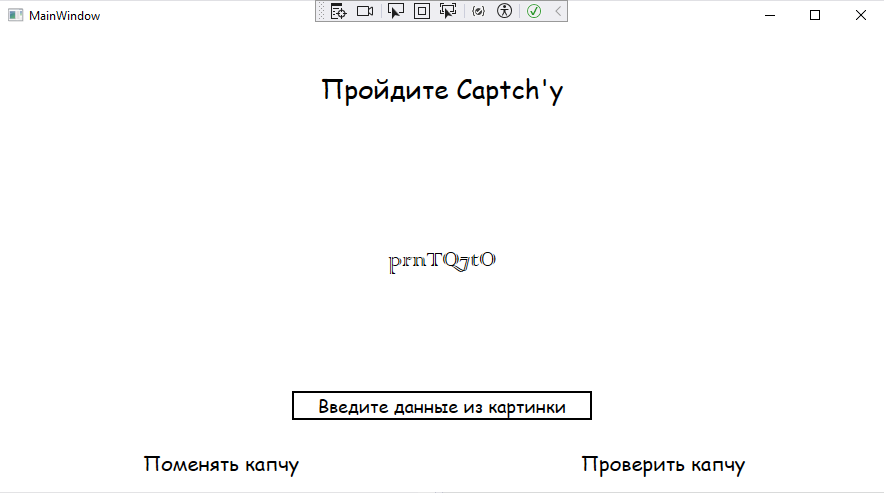 MainWindow
Пройдите Captch'у
prnTQ7tO
Введите данные из картинки
Поменять капчу
Проверить капчу